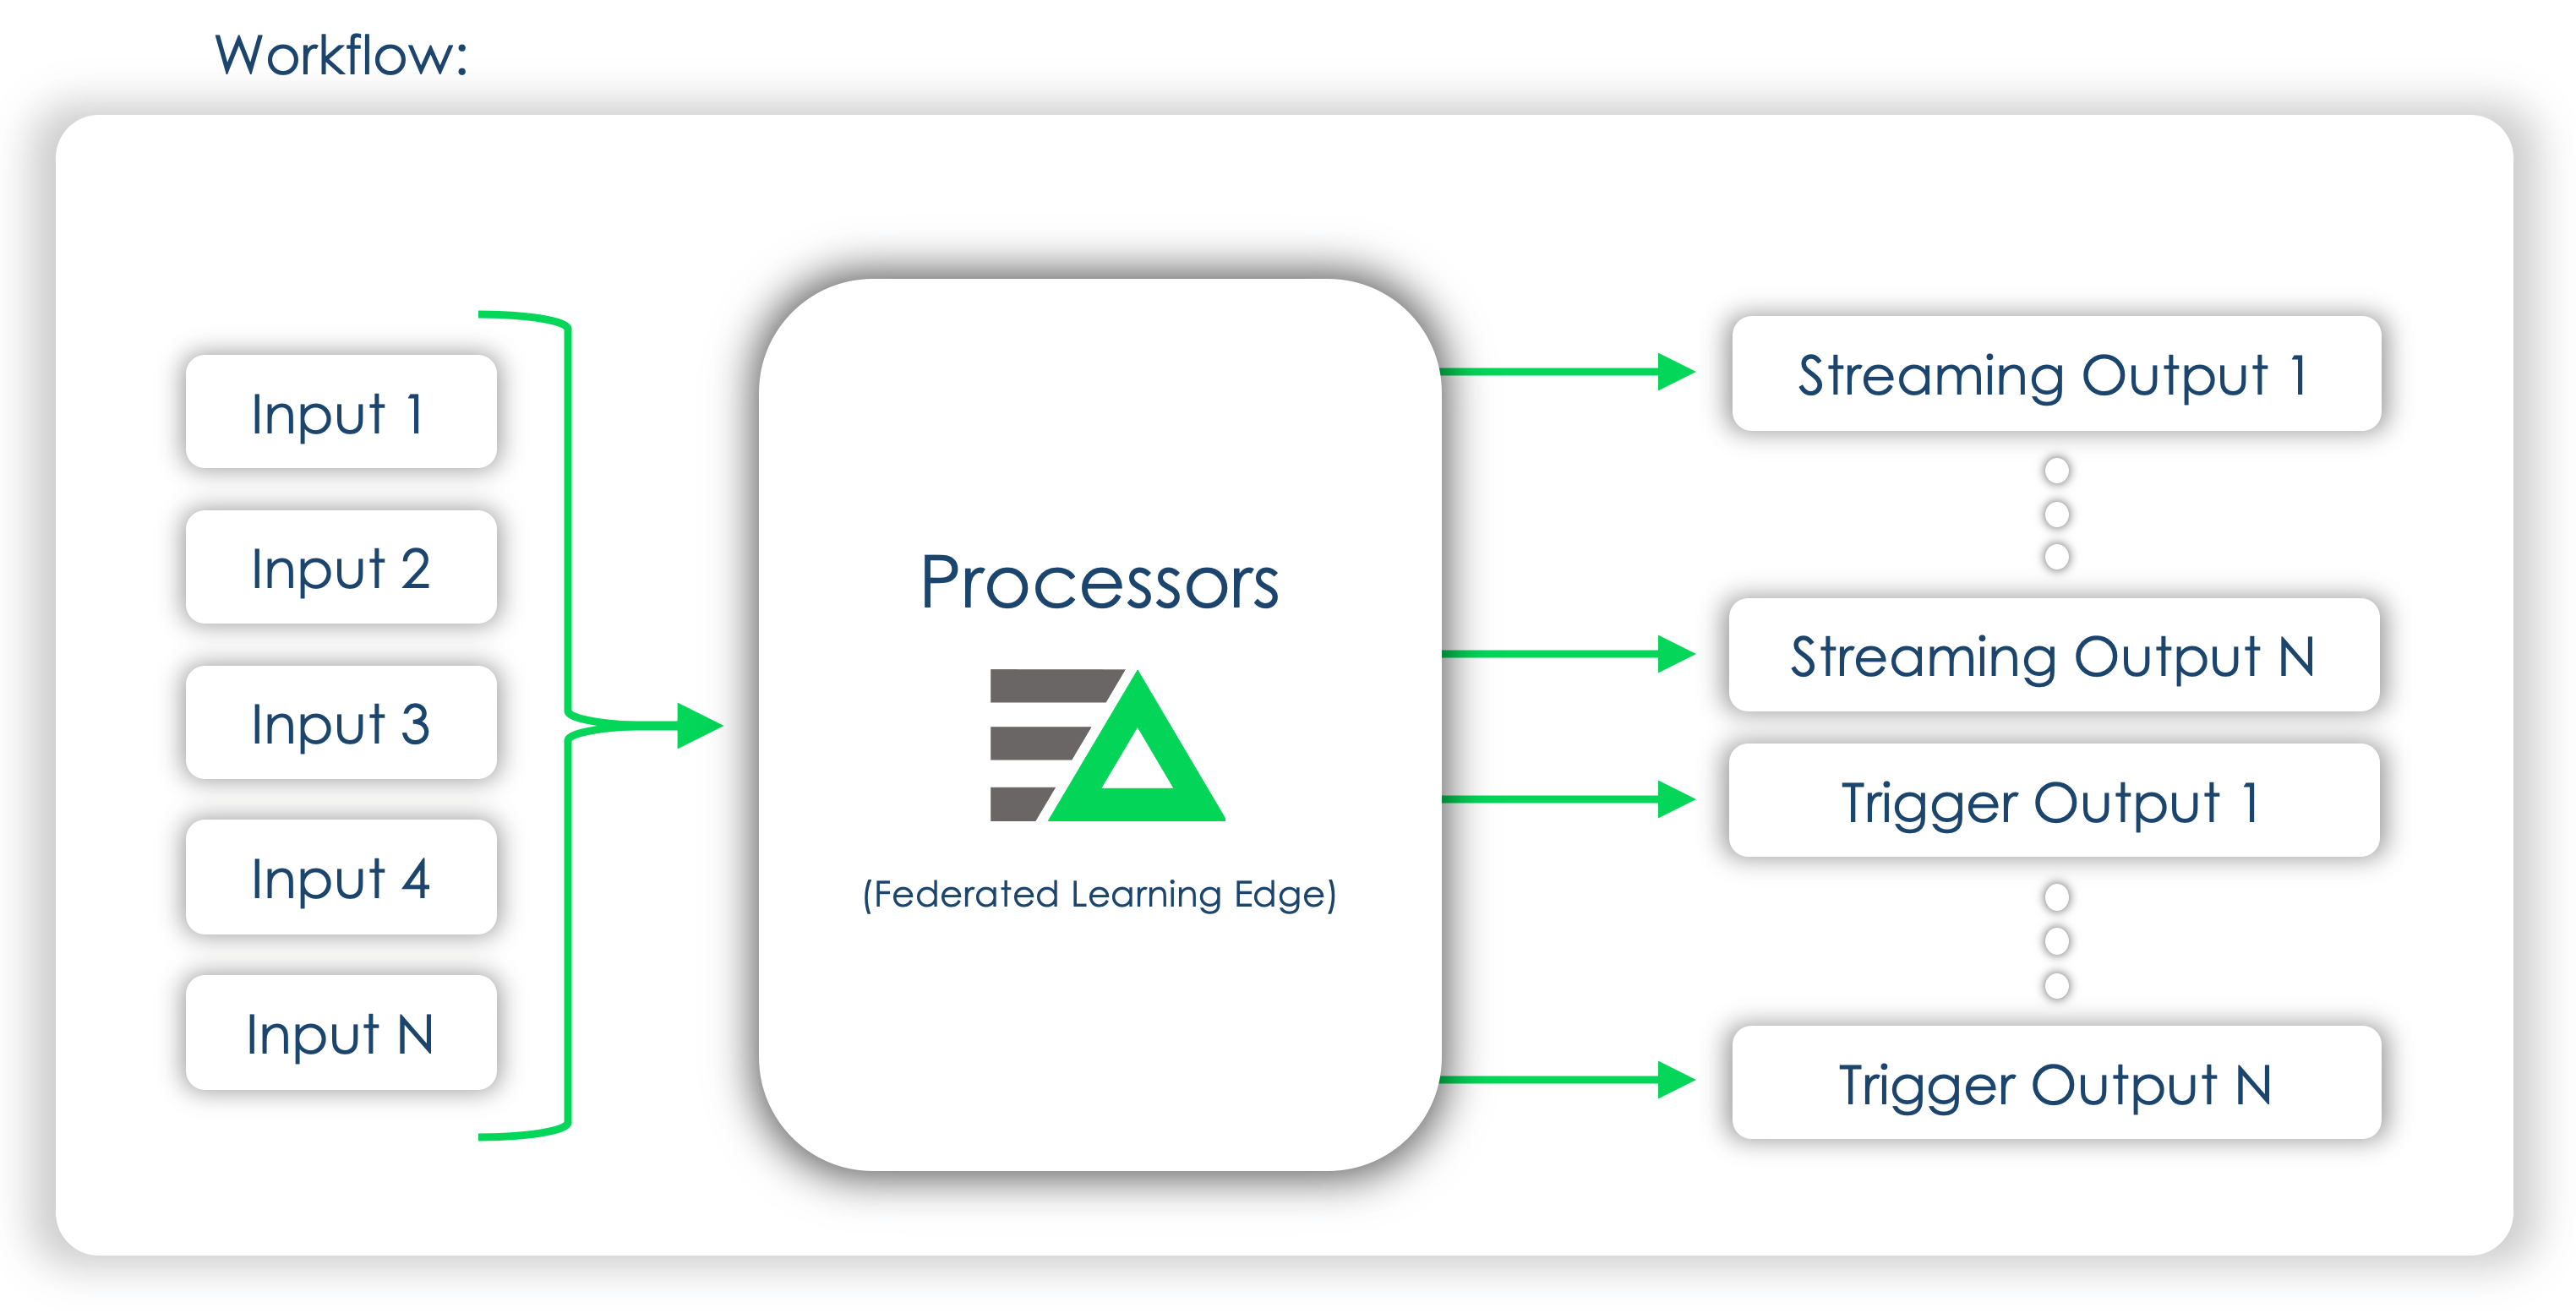 Workflow:
Input 1
Input 2
Input 3
Input 4
Input N
Processors
(Federated Learning Edge)
Streaming Output 1
Streaming Output N
Trigger Output 1
Trigger Output N